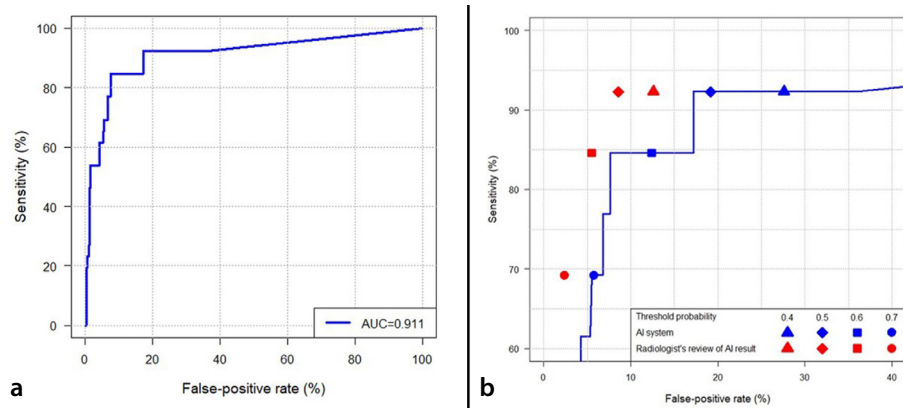 100
80
60
40
20
0
Sensitivity (%)
AUC=0.911
0 20 40 60 80 100
False-positive rate (%)
a
100
90
80
70
60
Sensitivity (%)
Threshold probability 0.4 0.5 0.6 0.7
AI system
Radiologist's review of AI result
0 10 20 30 40
False-positive rate (%)
b